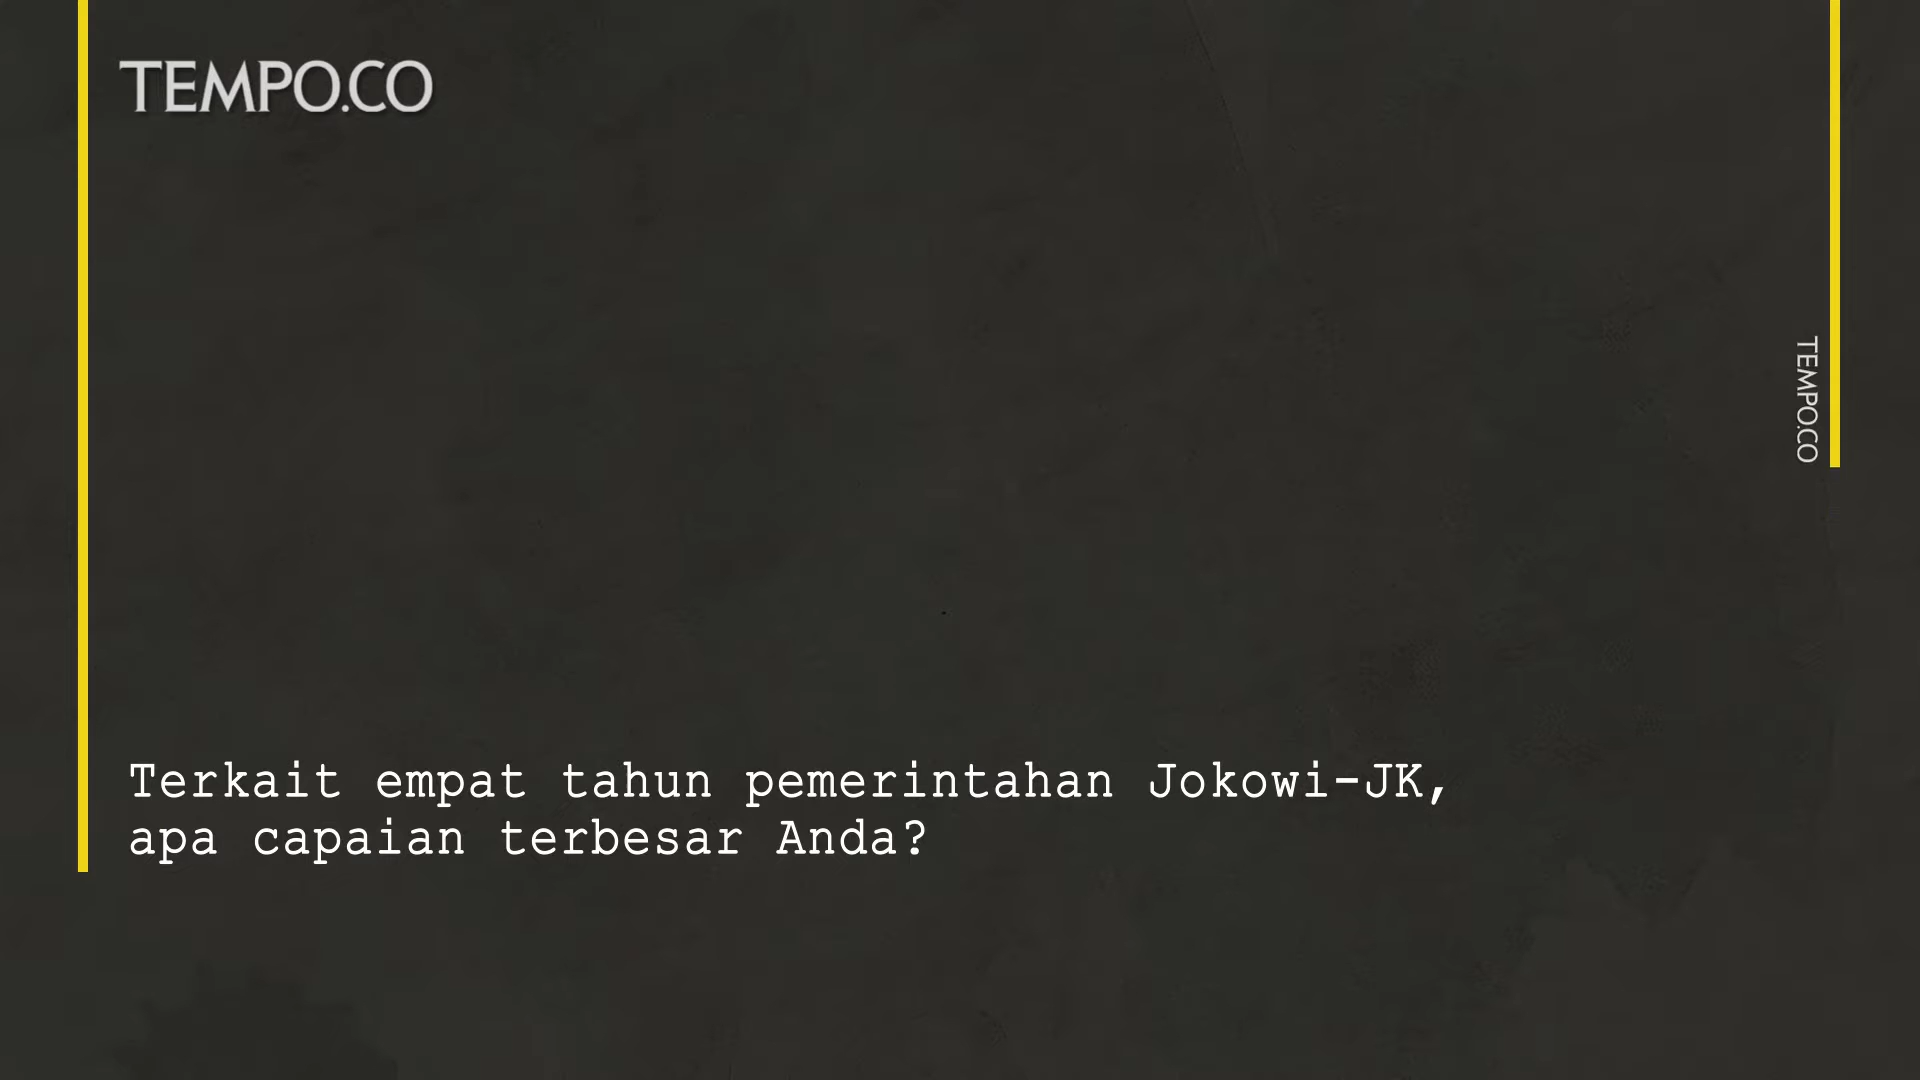 TEMPO.CO
TEMPO.CO
Terkait empat tahun pemerintahan Jokowi-JK,
apa capaian terbesar Anda?